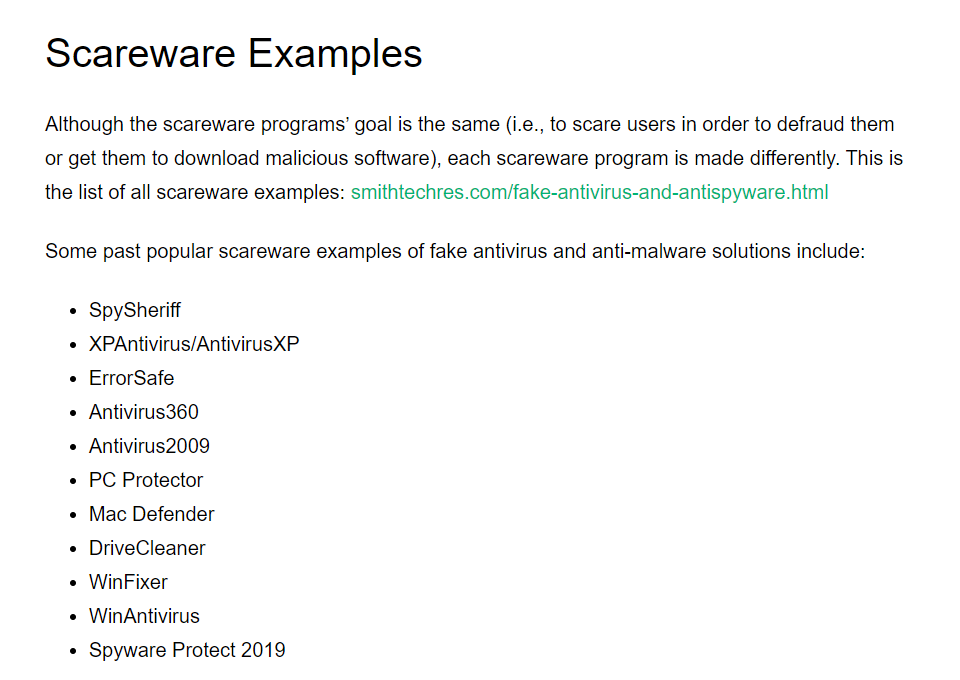 Scareware Examples
Although the scareware programs’ goal is the same (i.e., to scare users in order to defraud them
or get them to download malicious software), each scareware program is made differently. This is
the list of all scareware examples: smithtechres.com/fake-antivirus-and-antispyware.html
Some past popular scareware examples of fake antivirus and anti-malware solutions include:
• SpySheriff
• XPAntivirus/AntivirusXP
• ErrorSafe
• Antivirus360
• Antivirus2009
• PC Protector
• Mac Defender
• DriveCleaner
• WinFixer
• WinAntivirus
• Spyware Protect 2019